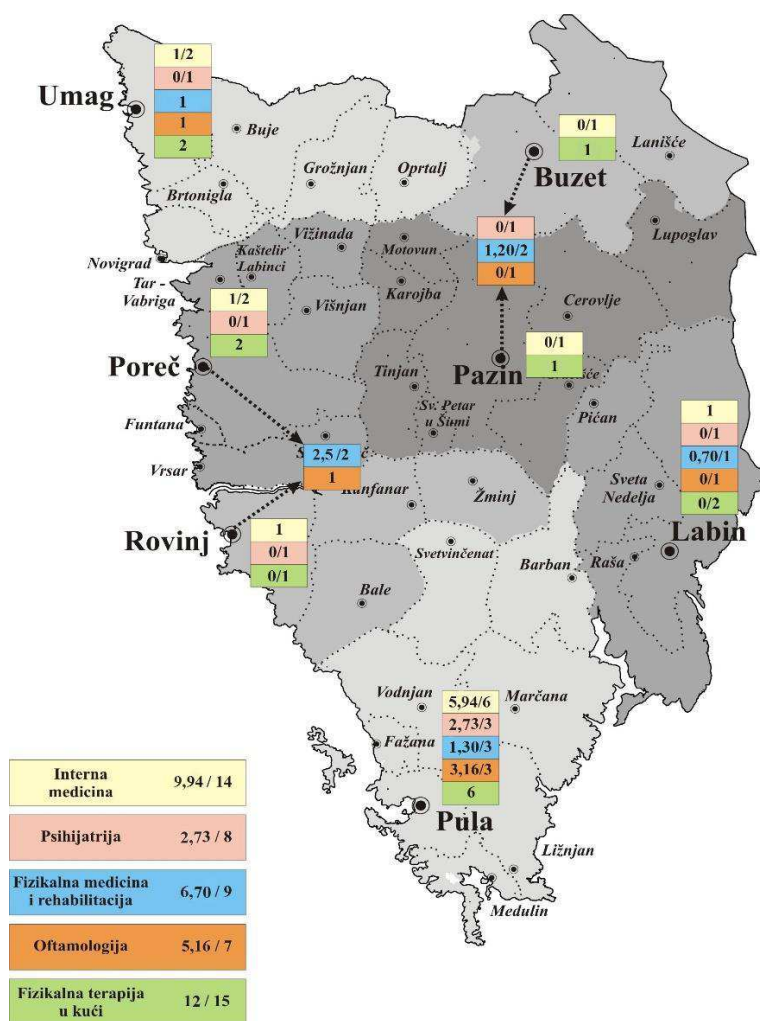 1/2
0/1
1
1
2
Umag
Buje
Grožnjan
Oprtalj
Brtonigla
0/1
1
Buzet
Lanišće
0/1
1,20/2
0/1
Lupoglav
Vižinada
Motovun
Novigrad
Kaštelir
Labinci
Tar -
Vabriga
Karojba
Cerovlje
1/2
0/1
2
Višnjan
Poreč
0/1
1
Pazin
Tinjan
Sv. Petar
u Šumi
Pićan
Funtana
Vrsar
2,5/2
1
1
0/1
0,70/1
0/1
0/2
Sveta
Nedelja
Labin
Kanfanar
Žminj
Rovinj
1
0/1
0/1
Svetvinčenat
Barban
Raša
Bale
Vodnjan
Marčana
5,94/6
2,73/3
1,30/3
3,16/3
6
Fažana
Pula
Ližnjan
Medulin
Interna
medicina 9,94 / 14
Psihijatrija 2,73 / 8
Fizikalna medicina
i rehabilitacija 6,70 / 9
Oftamologija 5,16 / 7
Fizikalna terapija
u kući 12 / 15